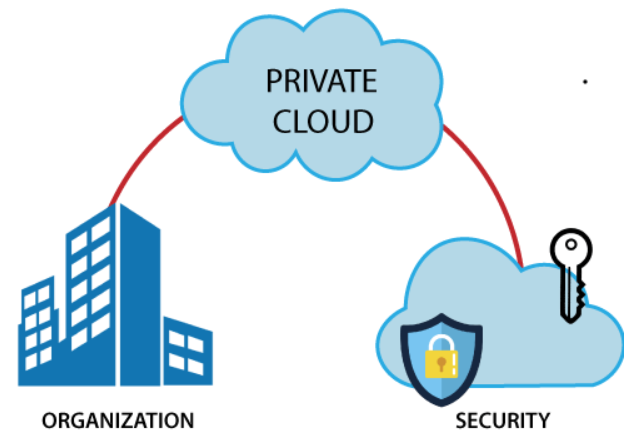 PRIVATE
CLOUD
ORGANIZATION
SECURITY